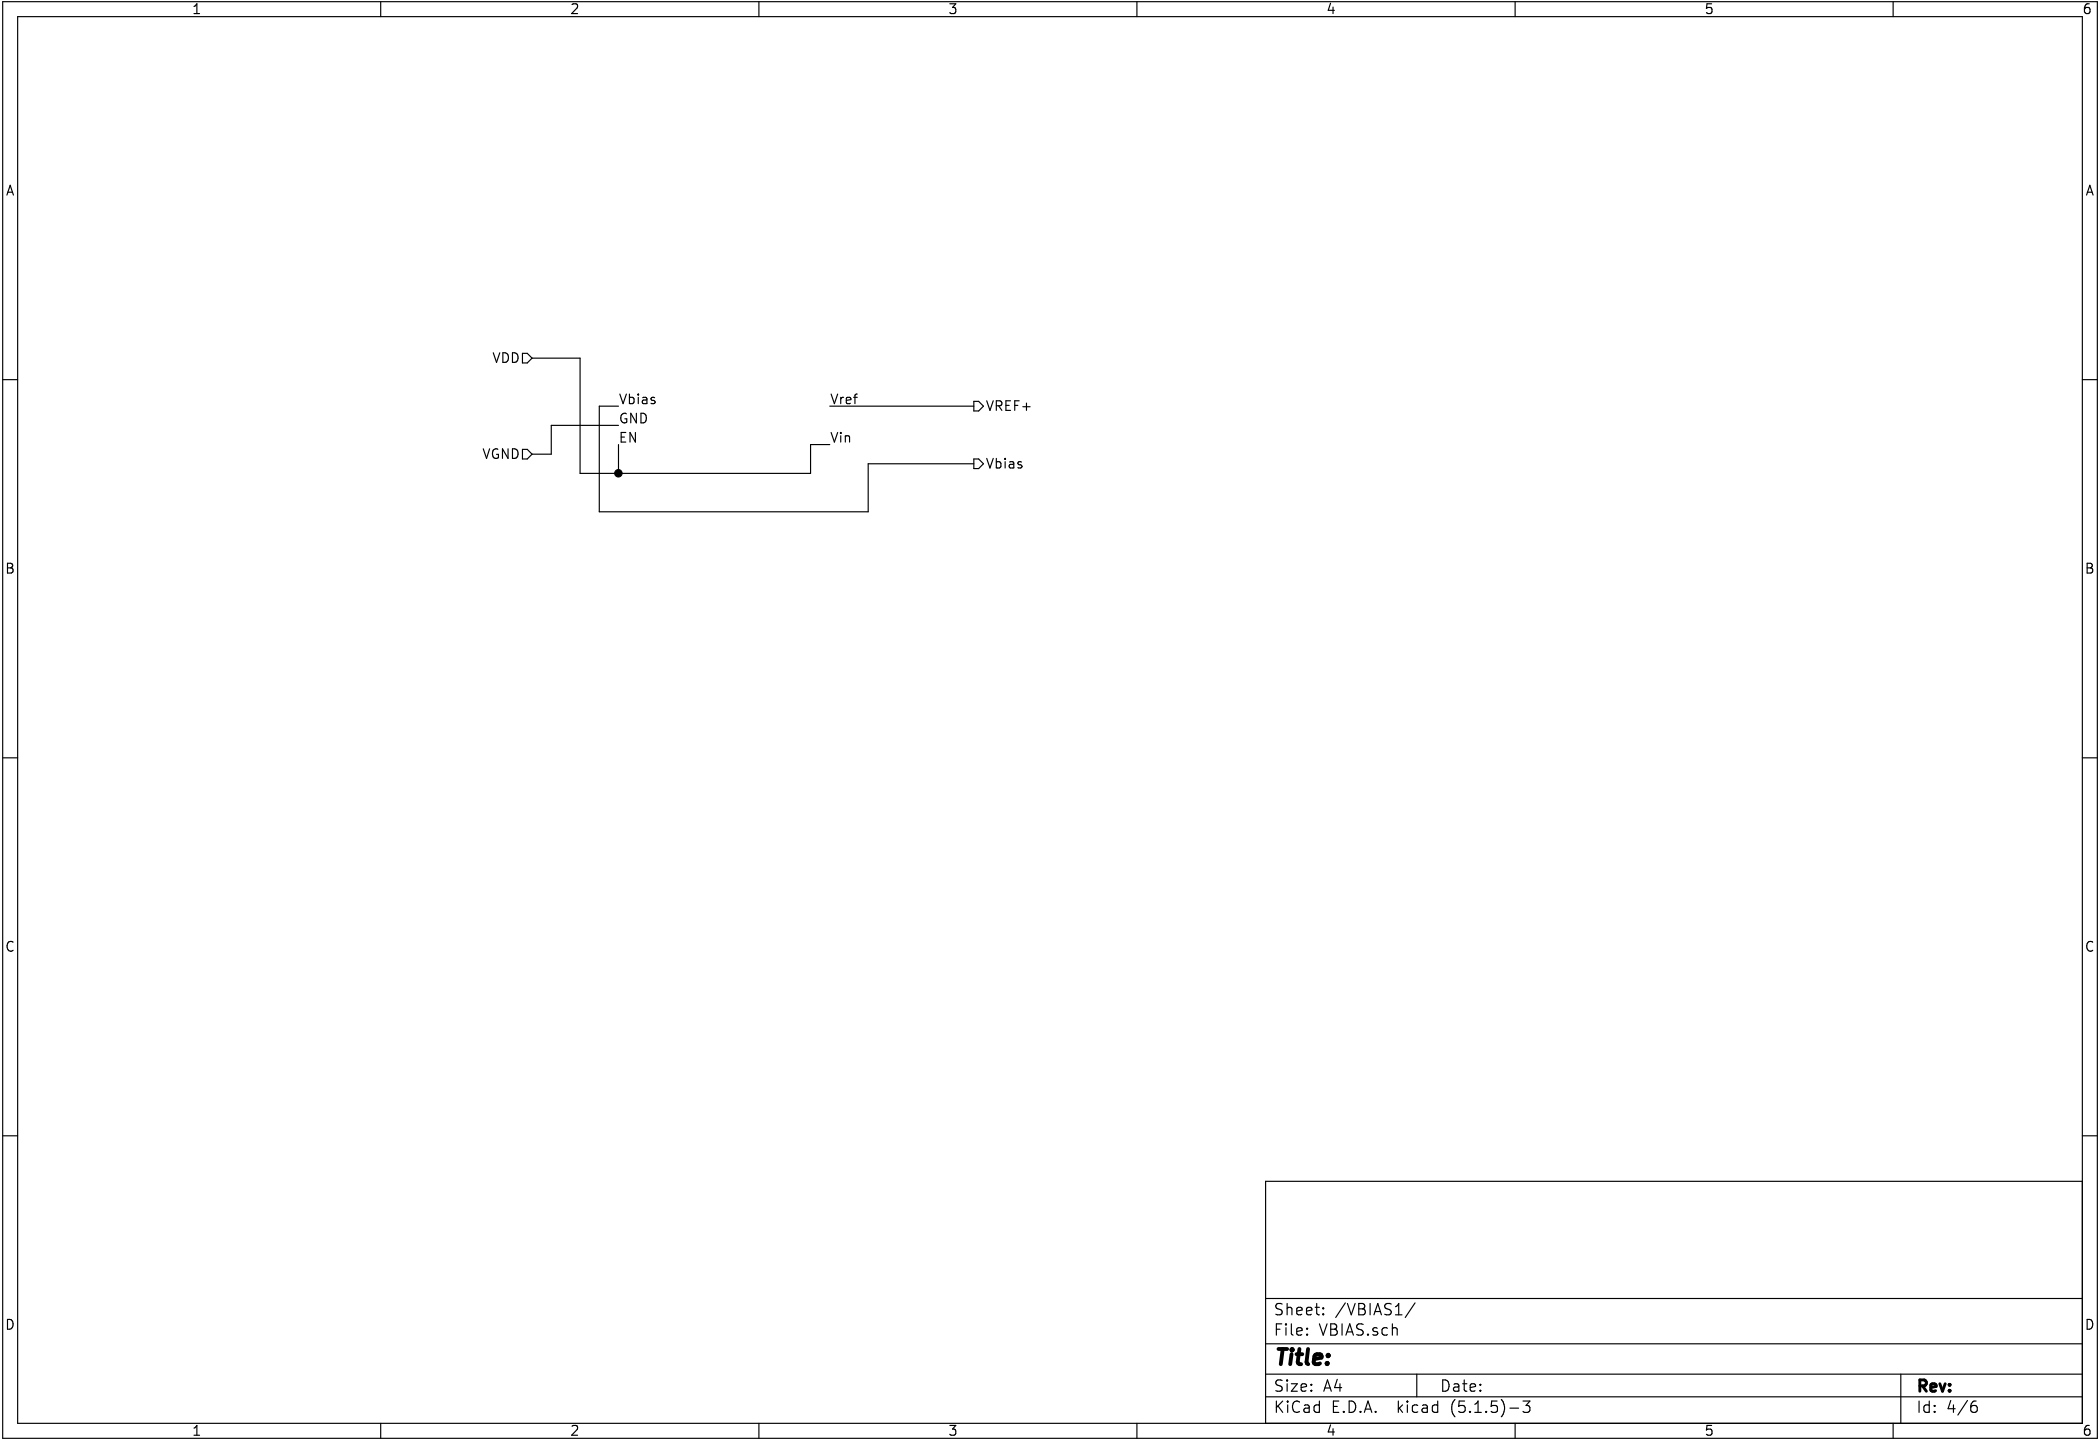 1 2 3 4 5 6
A A
VDD
Vbias Vref VREF+
GND
EN Vin
VGND Vbias
B B
C C
Sheet: /VBIAS1/
File: VBIAS.sch
D D
Title:
Size: A4 Date: Rev:
KiCad E.D.A. kicad (5.1.5)-3 Id: 4/6
1 2 3 4 5 6